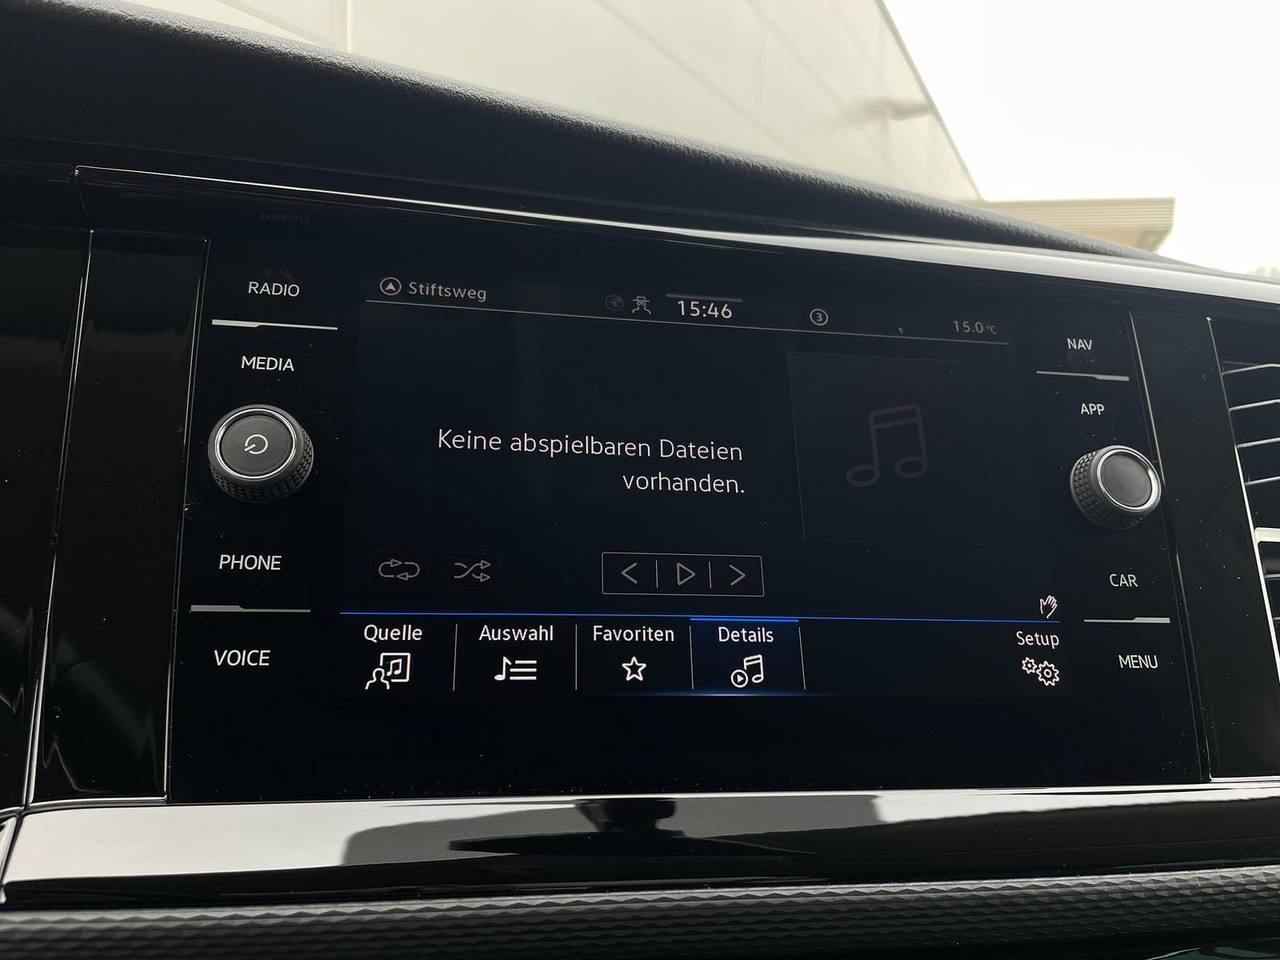 RADIO
MEDIA
PHONE
VOICE
Stiftsweg
15:46
3
15.0 °C
Keine abspielbaren Dateien
vorhanden.
Quelle
Auswahl
Favoriten
Details
Setup
NAV
APP
CAR
MENU